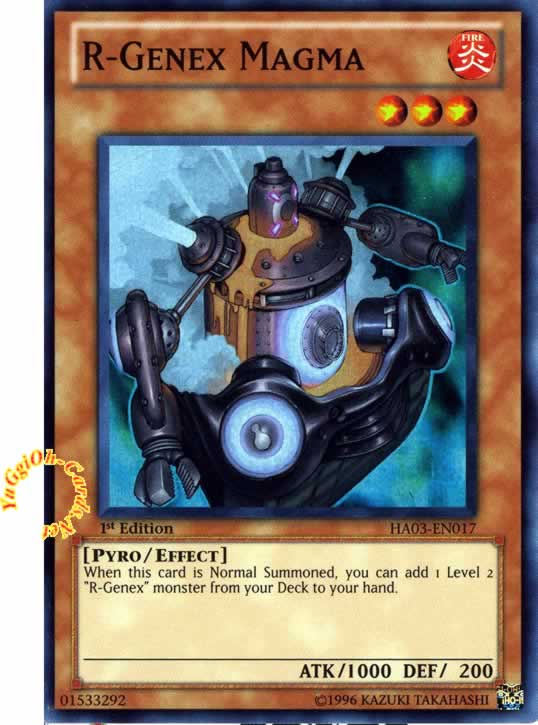 R-Genex Magma
FIRE
炎
YuGgiOh-Cards.Net
1st Edition
HA03-EN017
[Pyro/Effect]
When this card is Normal Summoned, you can add 1 Level 2
"R-Genex" monster from your Deck to your hand.
ATK/1000 DEF/ 200
01533292
©1996 KAZUKI TAKAHASHI